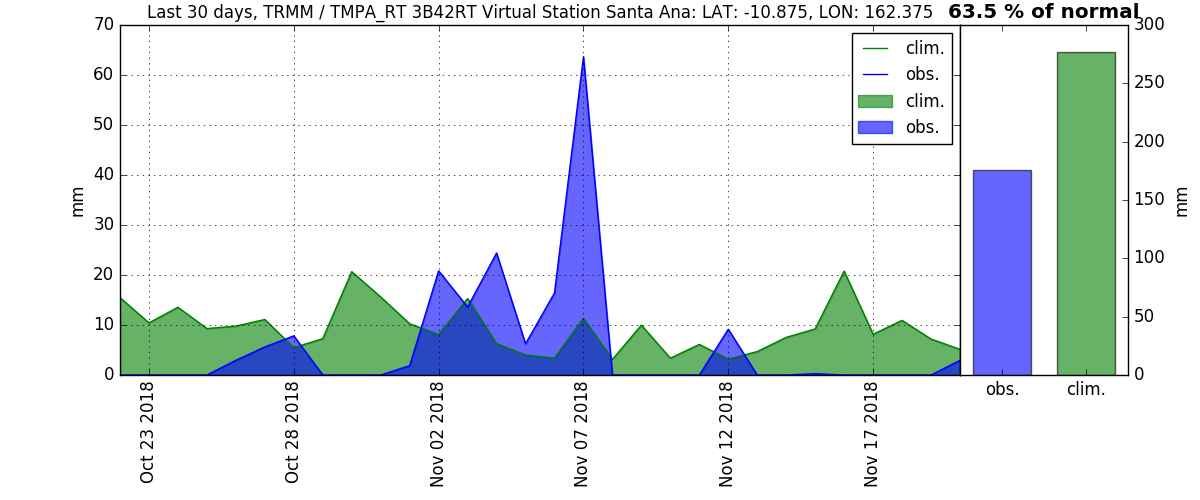 Last 30 days, TRMM / TMPA_RT 3B42RT Virtual Station Santa Ana: LAT: -10.875, LON: 162.375
63.5 % of normal
70
60
50
40
30
20
10
0
mm
clim.
obs.
clim.
obs.
300
250
200
150
100
50
0
mm
obs.
clim.
Oct 23 2018
Oct 28 2018
Nov 02 2018
Nov 07 2018
Nov 12 2018
Nov 17 2018